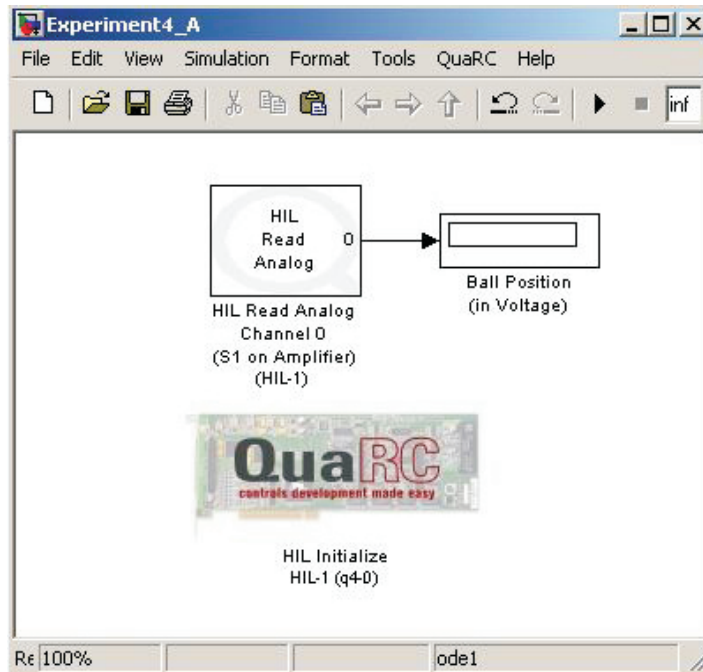 Experiment4_A
File Edit View Simulation Format Tools QuaRC Help
inf
HIL
Read 0
Analog
HIL Read Analog
Channel 0
(S1 on Amplifier)
(HIL-1)
Ball Position
(in Voltage)
QuaRC
controls development made easy
HIL Initialize
HIL-1 (q4-0)
Re 100% ode1